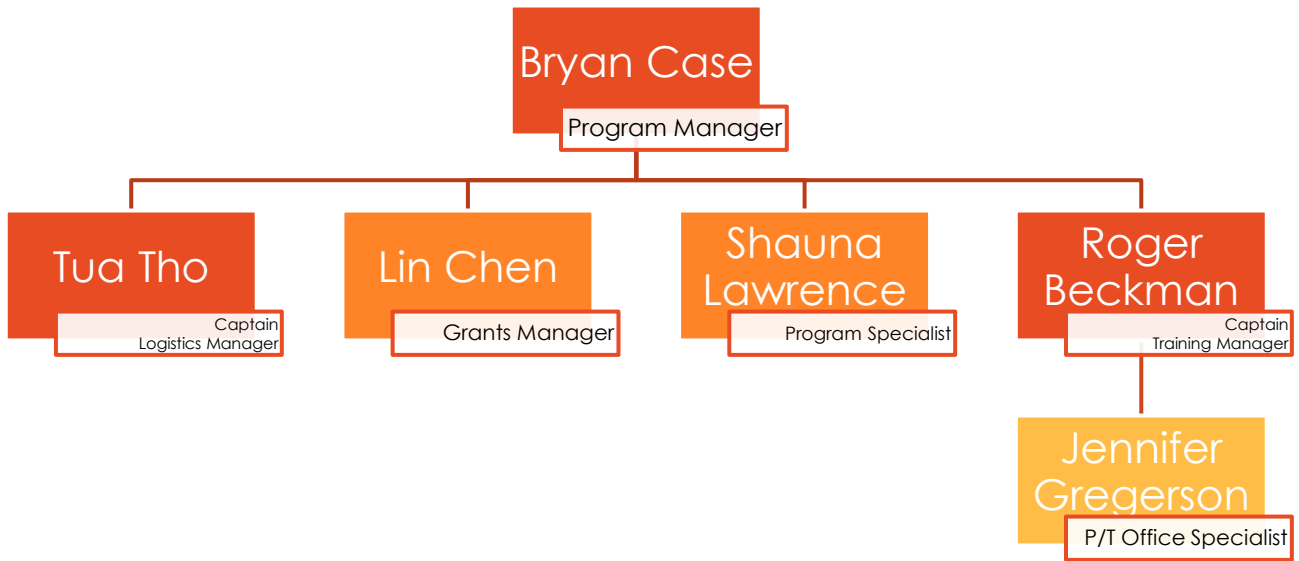 Bryan Case
Program Manager
Tua Tho
Captain
Logistics Manager
Lin Chen
Grants Manager
Shauna
Lawrence
Program Specialist
Roger
Beckman
Captain
Training Manager
Jennifer
Gregerson
P/T Office Specialist